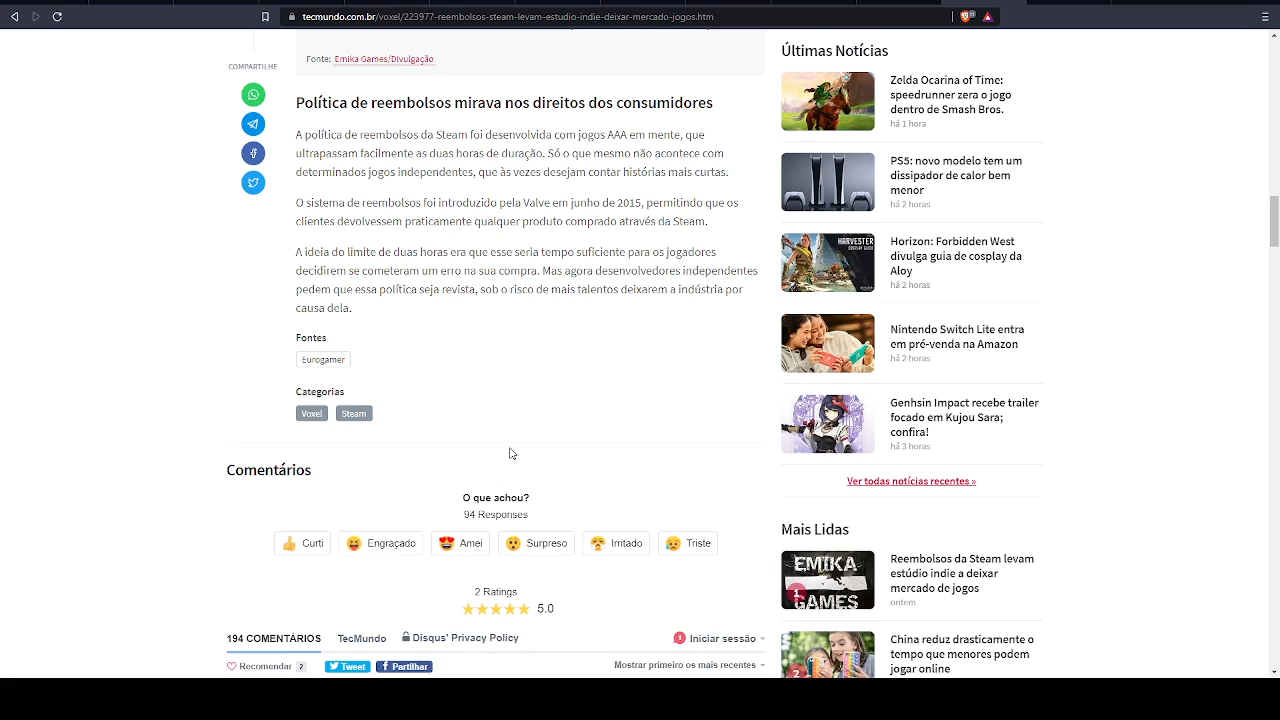 tecmundo.com.br/voxel/223977-reembolsos-steam-levam-estudio-indie-deixar-mercado-jogos.htm
COMPARTILHE
Fonte: Emika Games/Divulgação
Política de reembolsos mirava nos direitos dos consumidores
A política de reembolsos da Steam foi desenvolvida com jogos AAA em mente, que
ultrapassam facilmente as duas horas de duração. Só o que mesmo não acontece com
determinados jogos independentes, que às vezes desejam contar histórias mais curtas.
O sistema de reembolsos foi introduzido pela Valve em junho de 2015, permitindo que os
clientes devolvessem praticamente qualquer produto comprado através da Steam.
A ideia do limite de duas horas era que esse seria tempo suficiente para os jogadores
decidirem se cometeram um erro na sua compra. Mas agora desenvolvedores independentes
pedem que essa política seja revista, sob o risco de mais talentos deixarem a indústria por
causa dela.
Fontes
Eurogamer
Categorias
Voxel Steam
Comentários
O que achou?
94 Responses
Curti Engraçado Amei Surpreso Irritado Triste
2 Ratings
5.0
194 COMENTÁRIOS TecMundo Disqus' Privacy Policy 1 Iniciar sessão
Recomendar 2 Tweet Partilhar Mostrar primeiro os mais recentes
Últimas Notícias
Zelda Ocarina of Time:
speedrunner zera o jogo
dentro de Smash Bros.
há 1 hora
PS5: novo modelo tem um
dissipador de calor bem
menor
há 2 horas
HARVESTER
COSPLAY GUIDE
Horizon: Forbidden West
divulga guia de cosplay da
Aloy
há 2 horas
Nintendo Switch Lite entra
em pré-venda na Amazon
há 2 horas
Genhsin Impact recebe trailer
focado em Kujou Sara;
confira!
há 3 horas
Ver todas notícias recentes »
Mais Lidas
EMIKA
GAMES
1
Reembolsos da Steam levam
estúdio indie a deixar
mercado de jogos
ontem
2
China reduz drasticamente o
tempo que menores podem
jogar online